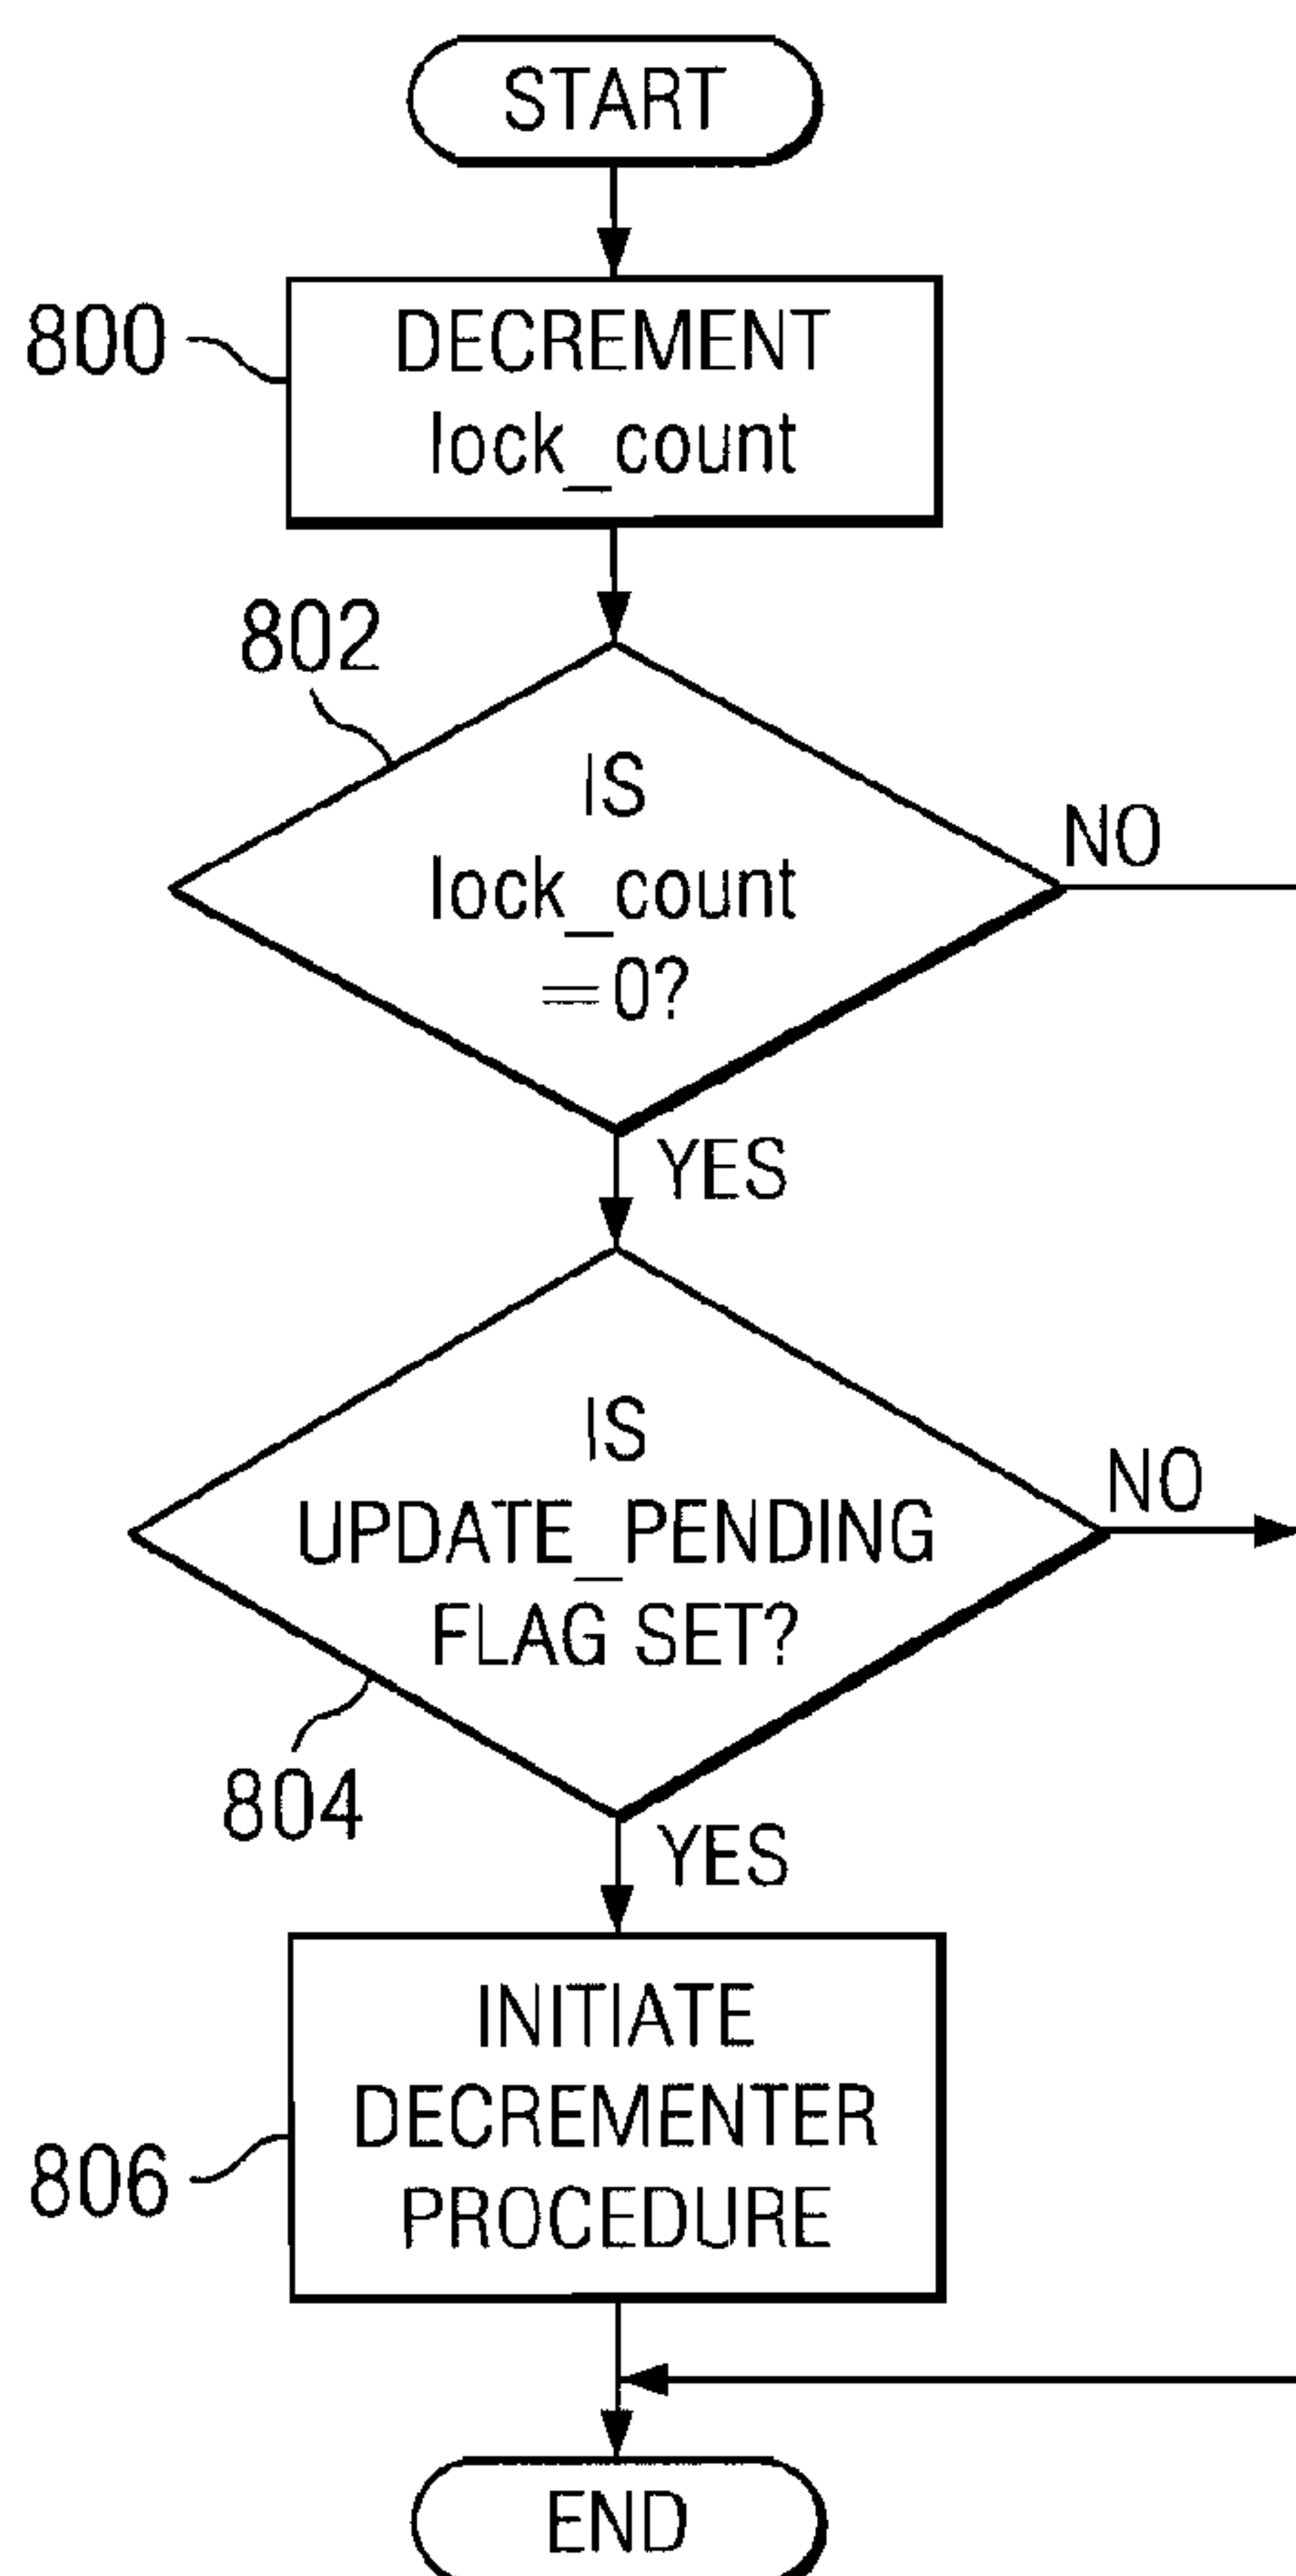 START
800
DECREMENT
lock_count
802
IS
lock_count
=0?
NO
YES
IS
UPDATE_PENDING
FLAG SET?
NO
804
YES
INITIATE
DECREMENTER
PROCEDURE
806
END